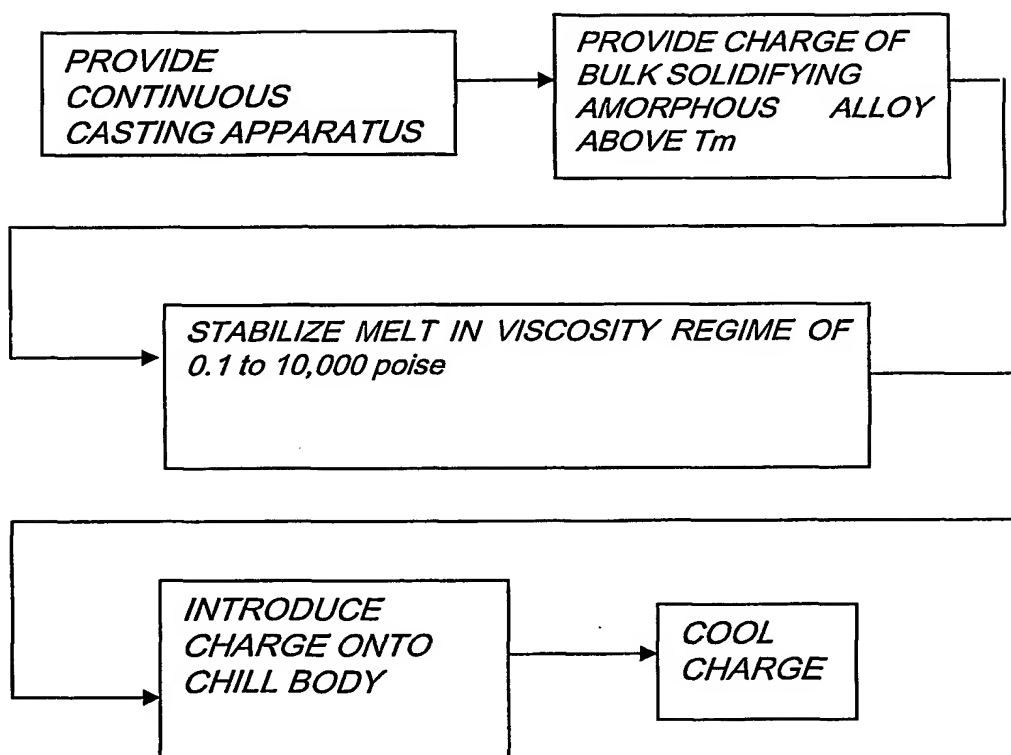 PROVIDE
CONTINUOUS
CASTING APPARATUS
PROVIDE CHARGE OF
BULK SOLIDIFYING
AMORPHOUS ALLOY
ABOVE Tm
STABILIZE MELT IN VISCOSITY REGIME OF
0.1 to 10,000 poise
INTRODUCE
CHARGE ONTO
CHILL BODY
COOL
CHARGE